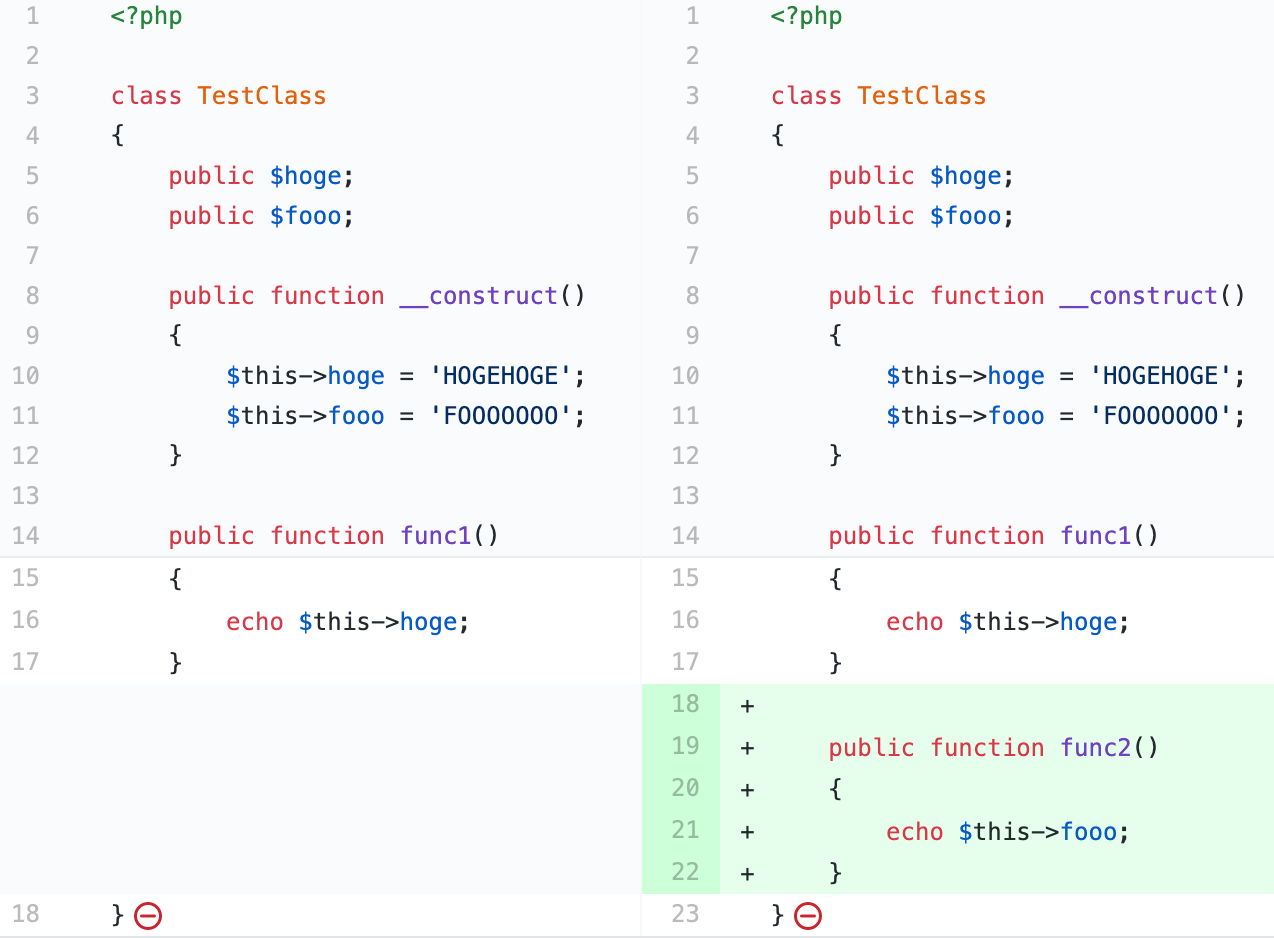 1 <?php
2
3 class TestClass
4 {
5     public $hoge;
6     public $fooo;
7
8     public function __construct()
9     {
10         $this->hoge = 'HOGEHOGE';
11         $this->fooo = 'FOOOOOOO';
12     }
13
14     public function func1()
15     {
16         echo $this->hoge;
17     }
18 }
1 <?php
2
3 class TestClass
4 {
5     public $hoge;
6     public $fooo;
7
8     public function __construct()
9     {
10         $this->hoge = 'HOGEHOGE';
11         $this->fooo = 'FOOOOOOO';
12     }
13
14     public function func1()
15     {
16         echo $this->hoge;
17     }
18 +
19 +     public function func2()
20 +     {
21 +         echo $this->fooo;
22 +     }
23 }